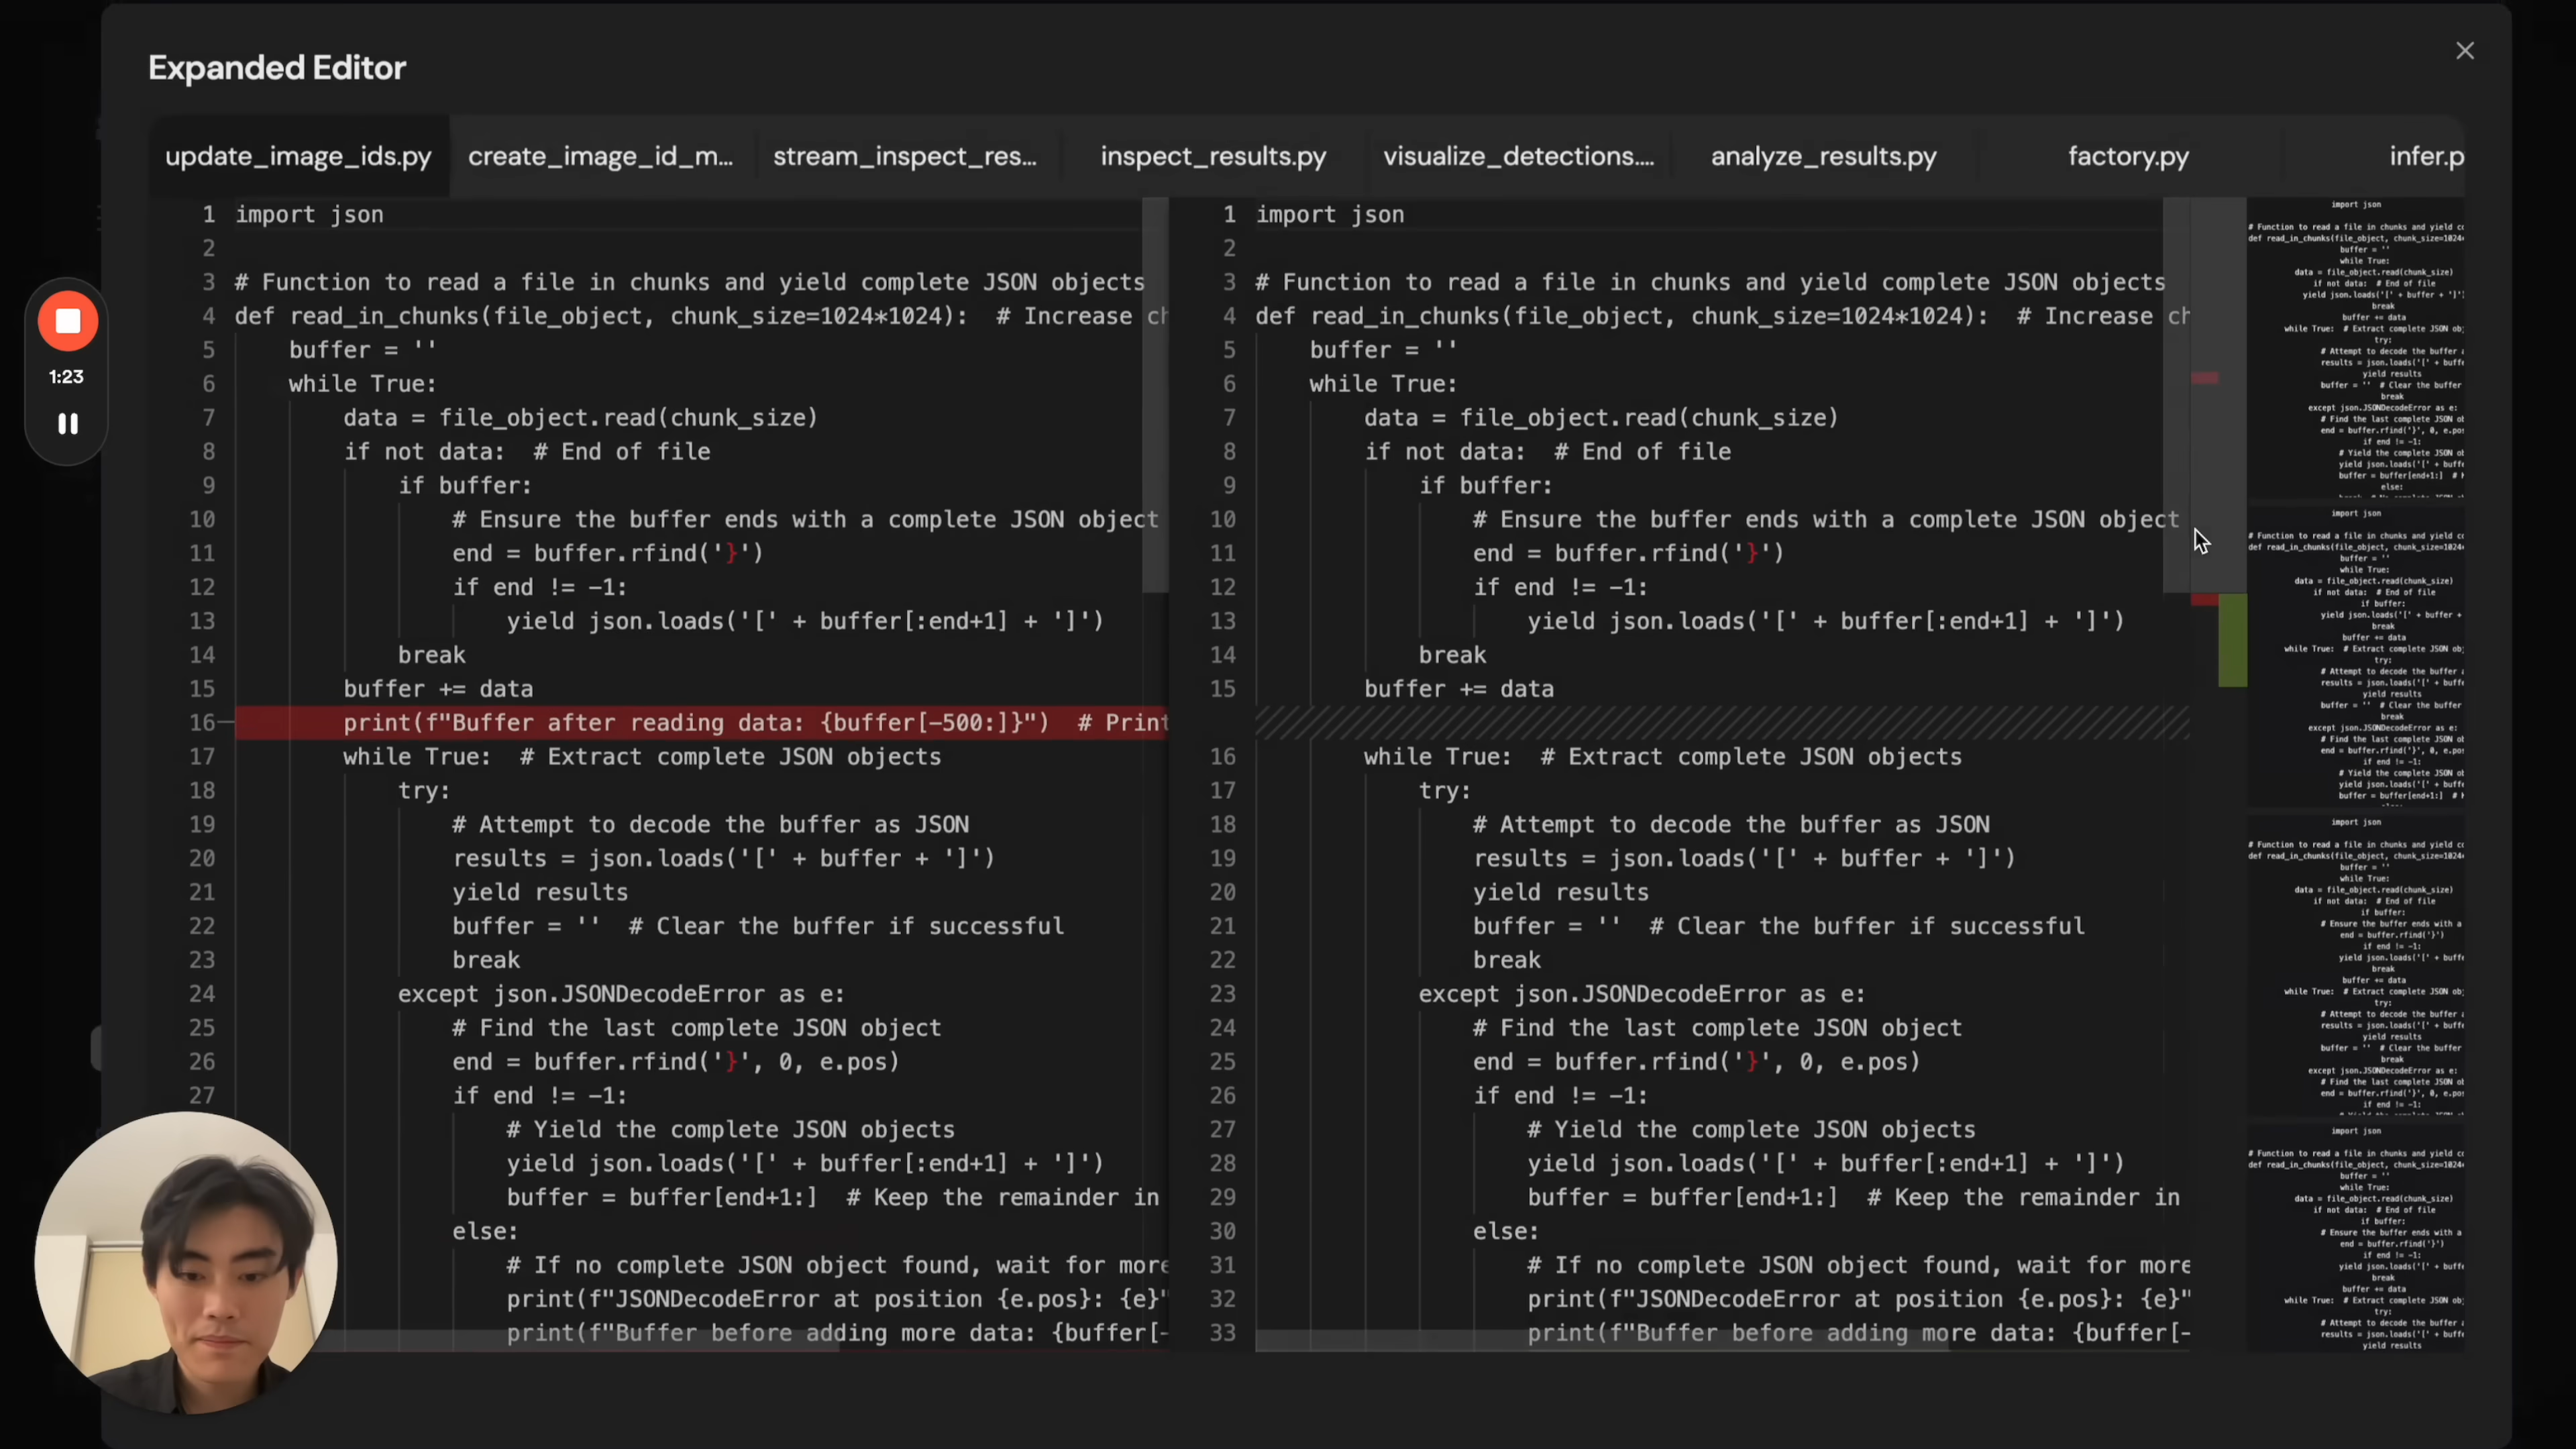 Expanded Editor
update_image_ids.py create_image_id_m... stream_inspect_res... inspect_results.py visualize_detections.... analyze_results.py factory.py infer.p
1:23
1 import json
2
3 # Function to read a file in chunks and yield complete JSON objects
4 def read_in_chunks(file_object, chunk_size=1024*1024):  # Increase ch
5 buffer = ''
6 while True:
7 data = file_object.read(chunk_size)
8 if not data:  # End of file
9 if buffer:
10 # Ensure the buffer ends with a complete JSON object
11 end = buffer.rfind('}')
12 if end != -1:
13 yield json.loads('[' + buffer[:end+1] + ']')
14 break
15 buffer += data
16 print(f"Buffer after reading data: {buffer[-500:]}")  # Print
17 while True:  # Extract complete JSON objects
18 try:
19 # Attempt to decode the buffer as JSON
20 results = json.loads('[' + buffer + ']')
21 yield results
22 buffer = ''  # Clear the buffer if successful
23 break
24 except json.JSONDecodeError as e:
25 # Find the last complete JSON object
26 end = buffer.rfind('}', 0, e.pos)
27 if end != -1:
# Yield the complete JSON objects
yield json.loads('[' + buffer[:end+1] + ']')
buffer = buffer[end+1:]  # Keep the remainder in
else:
# If no complete JSON object found, wait for more
print(f"JSONDecodeError at position {e.pos}: {e}"
print(f"Buffer before adding more data: {buffer[-
1 import json
2
3 # Function to read a file in chunks and yield complete JSON objects
4 def read_in_chunks(file_object, chunk_size=1024*1024):  # Increase ch
5 buffer = ''
6 while True:
7 data = file_object.read(chunk_size)
8 if not data:  # End of file
9 if buffer:
10 # Ensure the buffer ends with a complete JSON object
11 end = buffer.rfind('}')
12 if end != -1:
13 yield json.loads('[' + buffer[:end+1] + ']')
14 break
15 buffer += data
16 while True:  # Extract complete JSON objects
17 try:
18 # Attempt to decode the buffer as JSON
19 results = json.loads('[' + buffer + ']')
20 yield results
21 buffer = ''  # Clear the buffer if successful
22 break
23 except json.JSONDecodeError as e:
24 # Find the last complete JSON object
25 end = buffer.rfind('}', 0, e.pos)
26 if end != -1:
27 # Yield the complete JSON objects
28 yield json.loads('[' + buffer[:end+1] + ']')
29 buffer = buffer[end+1:]  # Keep the remainder in
30 else:
31 # If no complete JSON object found, wait for more
32 print(f"JSONDecodeError at position {e.pos}: {e}"
33 print(f"Buffer before adding more data: {buffer[-